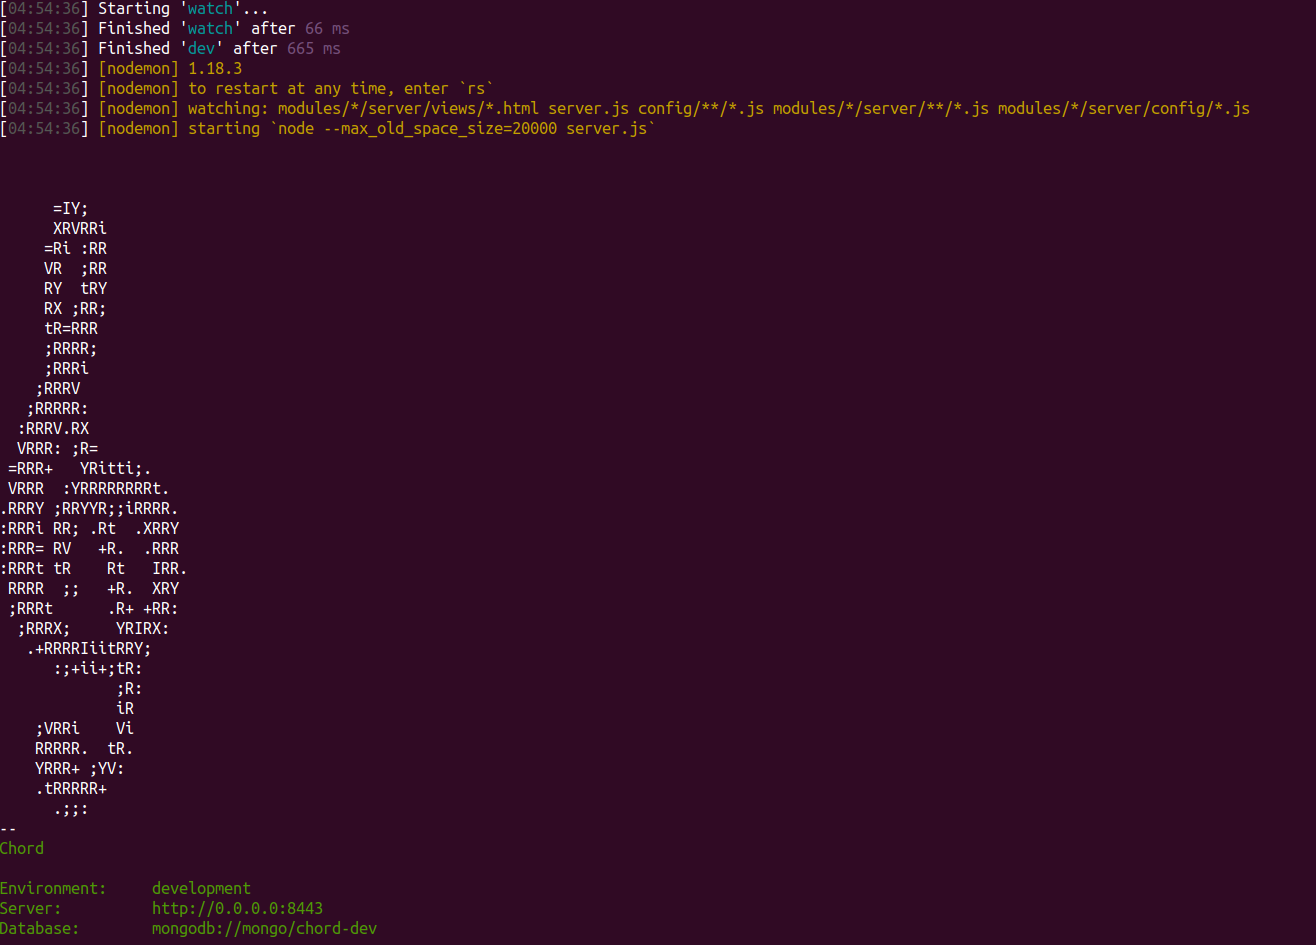 [04:54:36] Starting 'watch'...
[04:54:36] Finished 'watch' after 66 ms
[04:54:36] Finished 'dev' after 665 ms
[04:54:36] [nodemon] 1.18.3
[04:54:36] [nodemon] to restart at any time, enter `rs`
[04:54:36] [nodemon] watching: modules/*/server/views/*.html server.js config/**/*.js modules/*/server/**/*.js modules/*/server/config/*.js
[04:54:36] [nodemon] starting `node --max_old_space_size=20000 server.js`
      =IY;
      XRVRRi
     =Ri :RR
     VR  ;RR
     RY  tRY
     RX ;RR;
     tR=RRR
     ;RRRR;
     ;RRRi
    ;RRRV
   ;RRRRR:
  :RRRV.RX
  VRRR: ;R=
 =RRR+   YRitti;.
 VRRR  :YRRRRRRRRt.
.RRRY ;RRYYR;;iRRRR.
:RRRi RR; .Rt  .XRRY
:RRR= RV   +R.  .RRR
:RRRt tR    Rt   IRR.
 RRRR  ;;   +R.  XRY
 ;RRRt      .R+ +RR:
  ;RRRX;     YRIRX:
   .+RRRRIiitRRY;
      :;+ii+;tR:
             ;R:
             iR
    ;VRRi    Vi
    RRRRR.  tR.
    YRRR+ ;YV:
    .tRRRRR+
      .;;:
--
Chord
Environment:     development
Server:          http://0.0.0.0:8443
Database:        mongodb://mongo/chord-dev